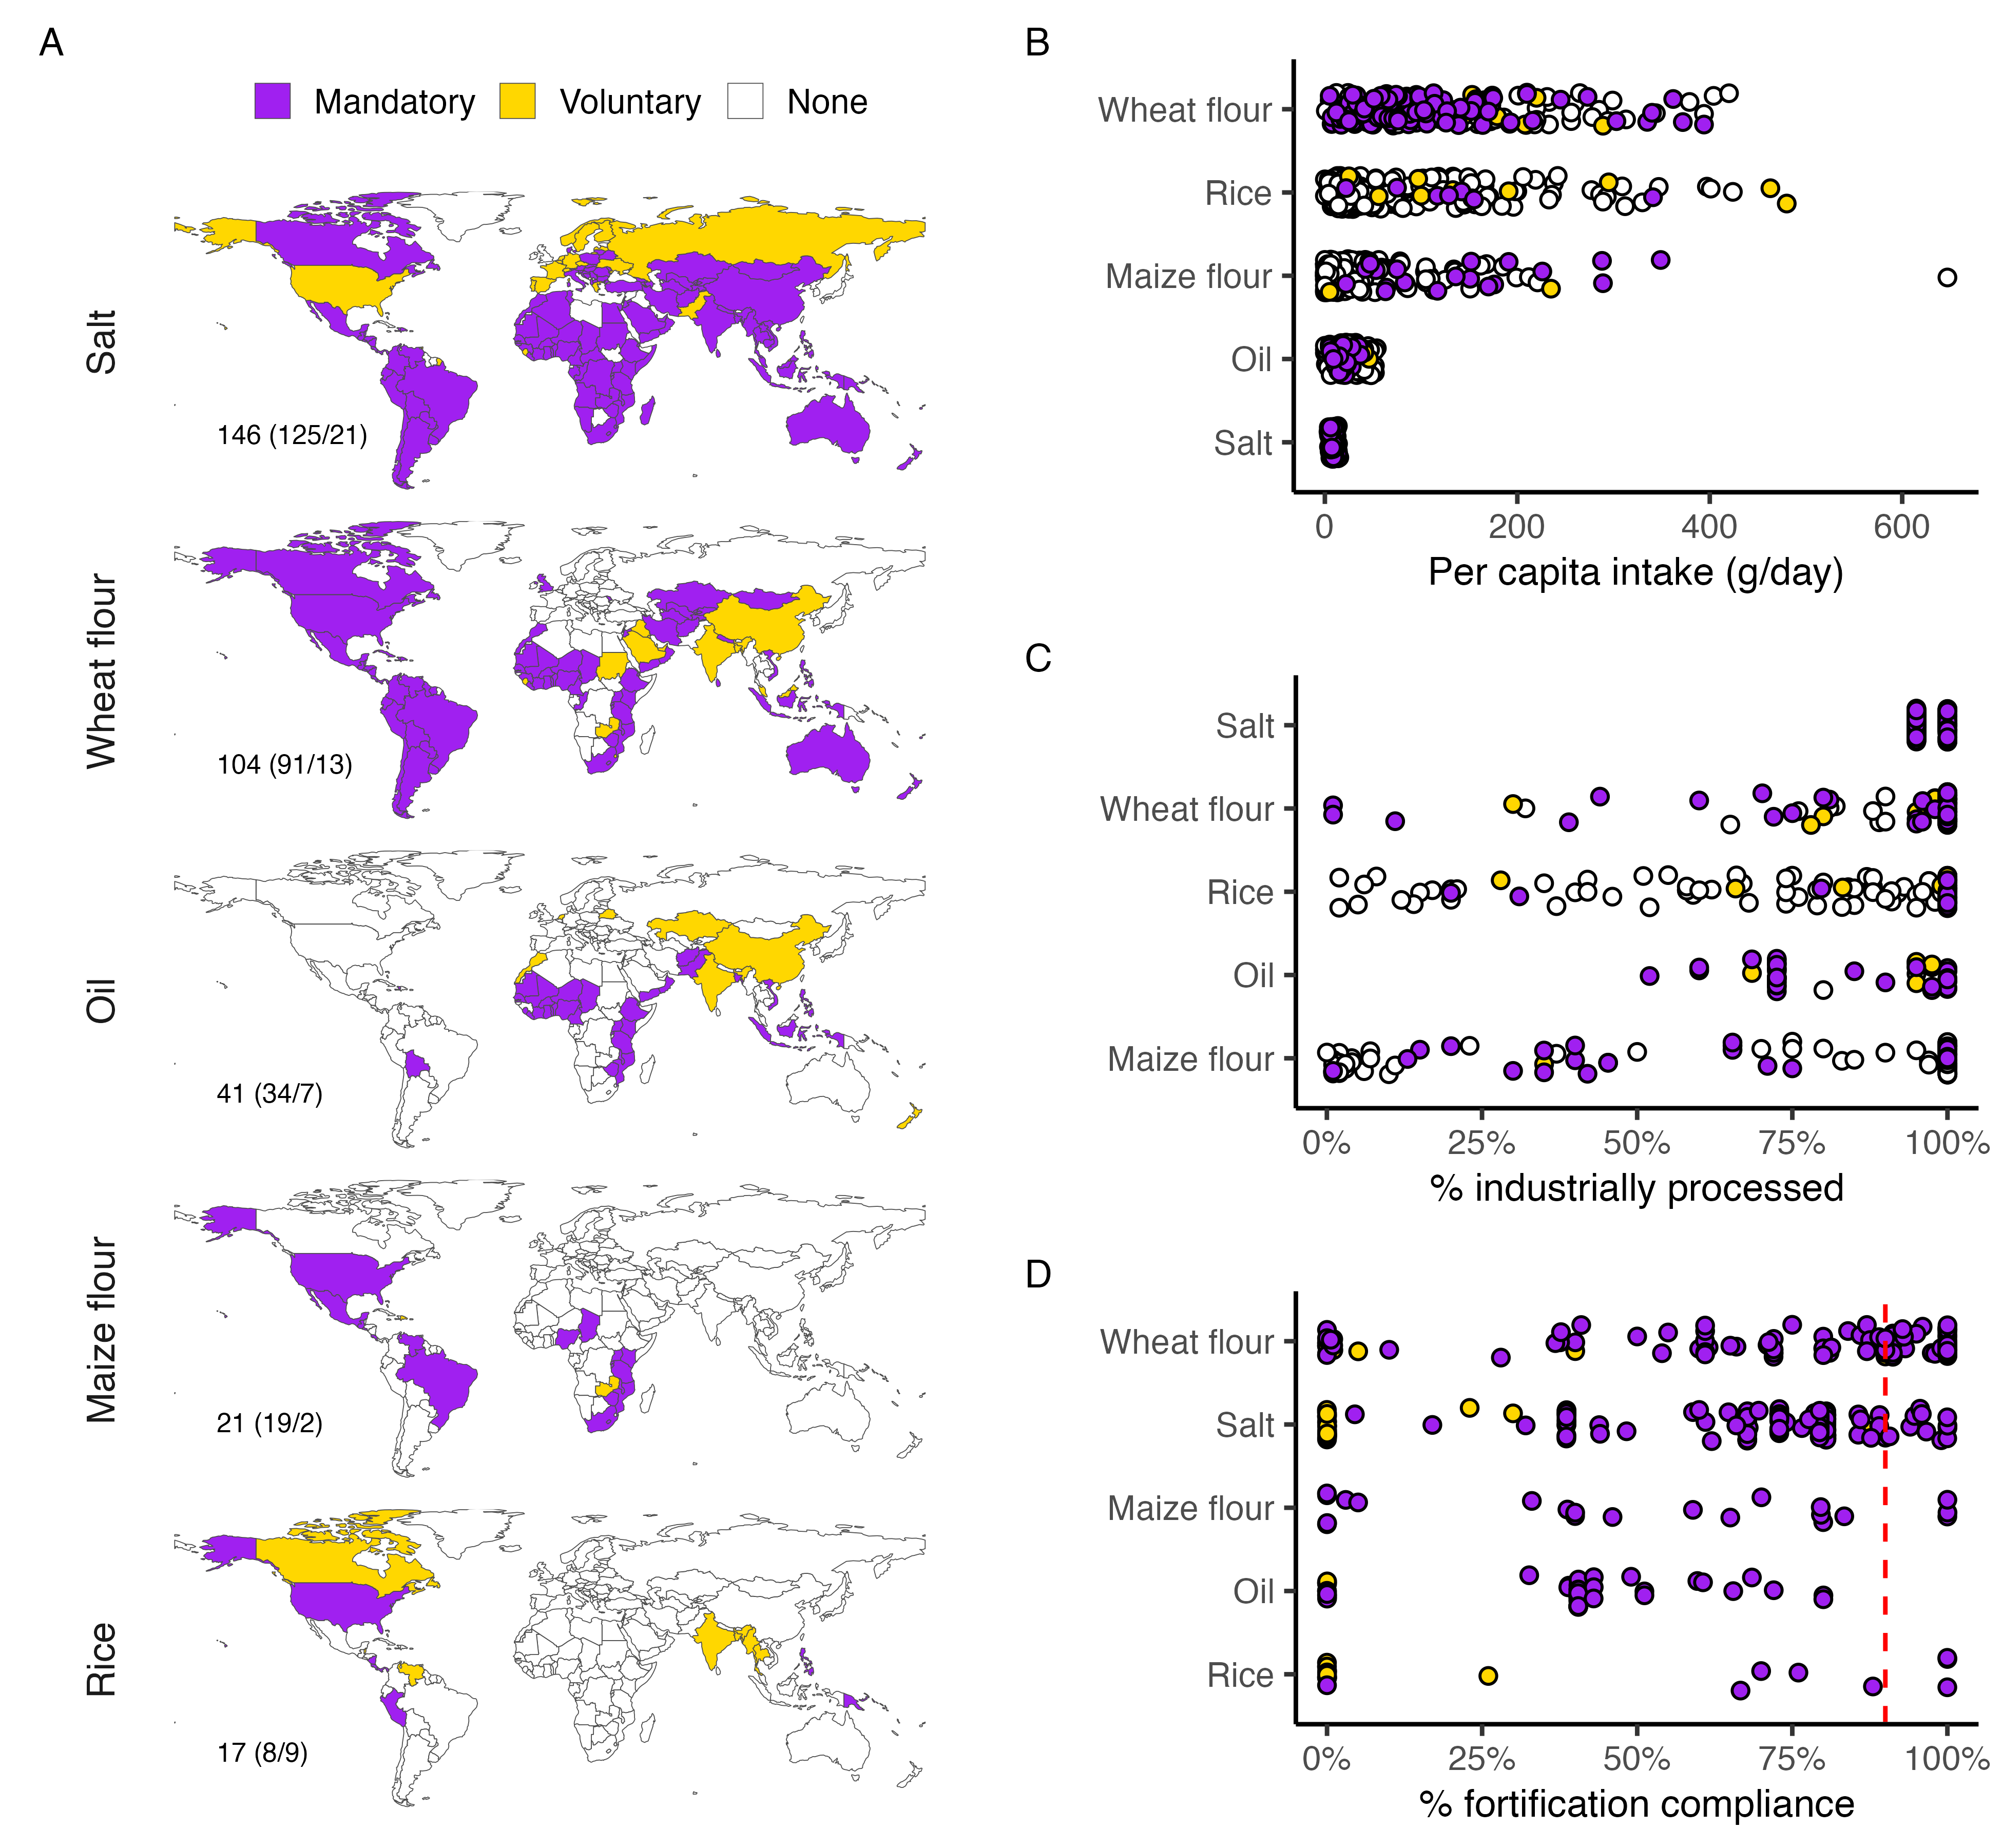 A
Mandatory
Voluntary
None
Salt
146 (125/21)
Wheat flour
104 (91/13)
Oil
41 (34/7)
Maize flour
21 (19/2)
Rice
17 (8/9)
B
Wheat flour
Rice
Maize flour
Oil
Salt
0 200 400 600
Per capita intake (g/day)
C
Salt
Wheat flour
Rice
Oil
Maize flour
0% 25% 50% 75% 100%
% industrially processed
D
Wheat flour
Salt
Maize flour
Oil
Rice
0% 25% 50% 75% 100%
% fortification compliance